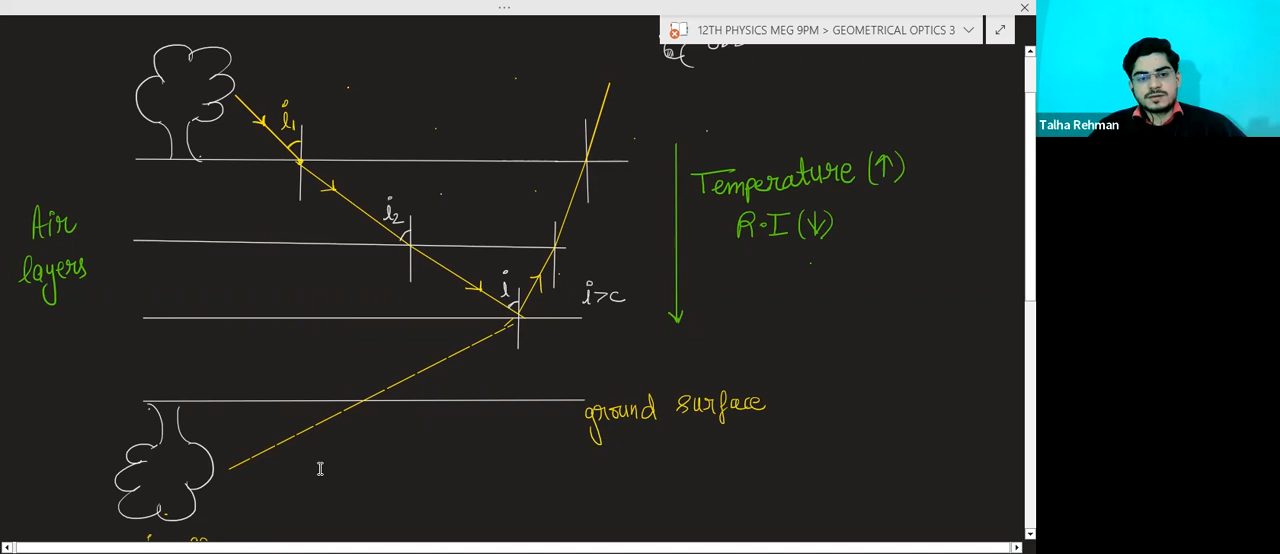 12TH PHYSICS MEG 9PM > GEOMETRICAL OPTICS 3
Talha Rehman
i₁
Temperature (↑)
R.I (↓)
i₂
Air
layers
i
i>c
ground surface